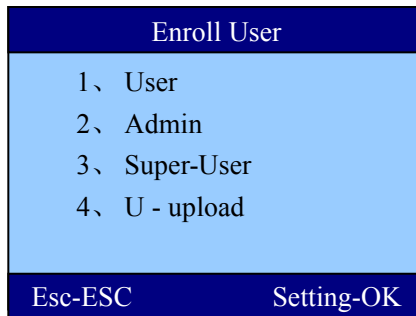 Enroll User
1、 User
2、 Admin
3、 Super-User
4、 U - upload
Esc-ESC Setting-OK